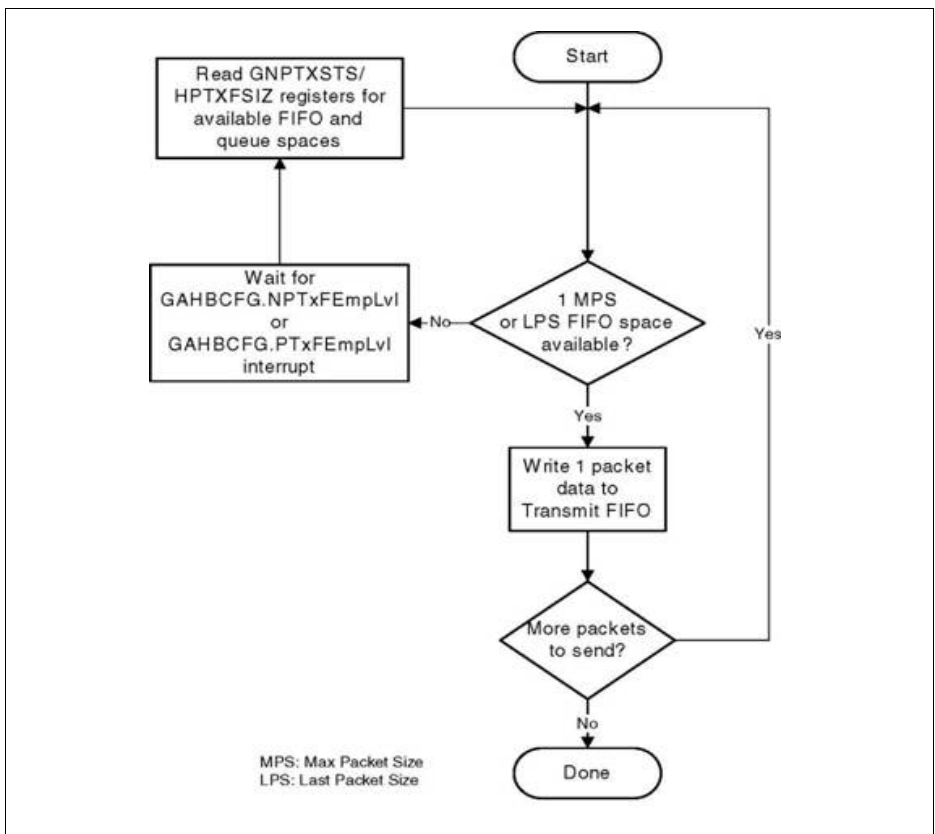 Start
Read GNPTXSTS/
HPTXFSIZ registers for
available FIFO and
queue spaces
Wait for
GAHBCFG.NPTxFEmpLvl
or
GAHBCFG.PTxFEmpLvl
interrupt
No
1 MPS
or LPS FIFO space
available?
Yes
Yes
Write 1 packet
data to
Transmit FIFO
More packets
to send?
No
MPS: Max Packet Size
LPS: Last Packet Size
Done